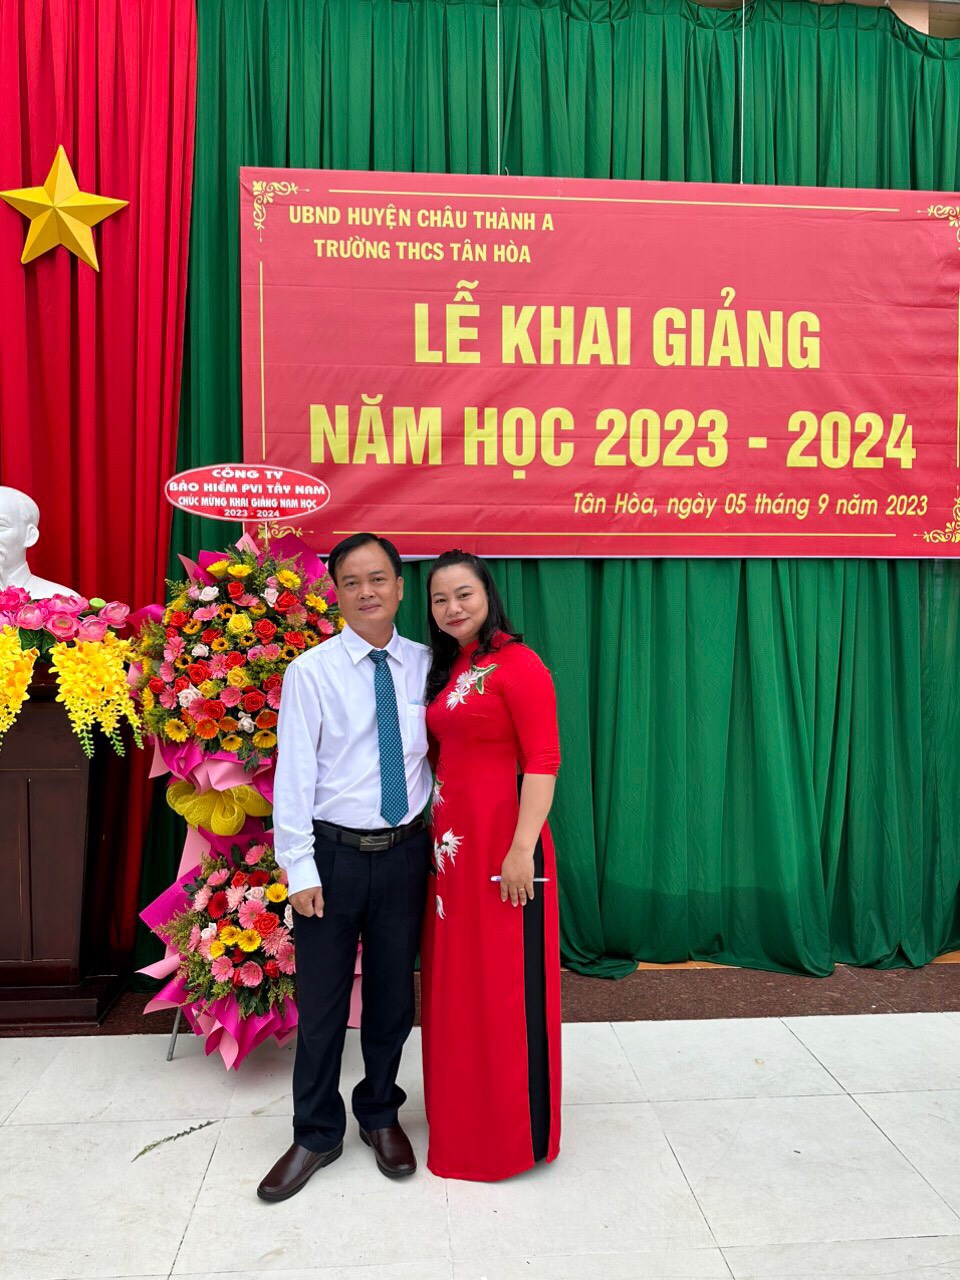 UBND HUYỆN CHÂU THÀNH A
TRƯỜNG THCS TÂN HÒA
LỄ KHAI GIẢNG
NĂM HỌC 2023 - 2024
Tân Hòa, ngày 05 tháng 9 năm 2023
CÔNG TY
BẢO HIỂM PVI TÂY NAM
CHÚC MỪNG KHAI GIẢNG NĂM HỌC
2023 - 2024